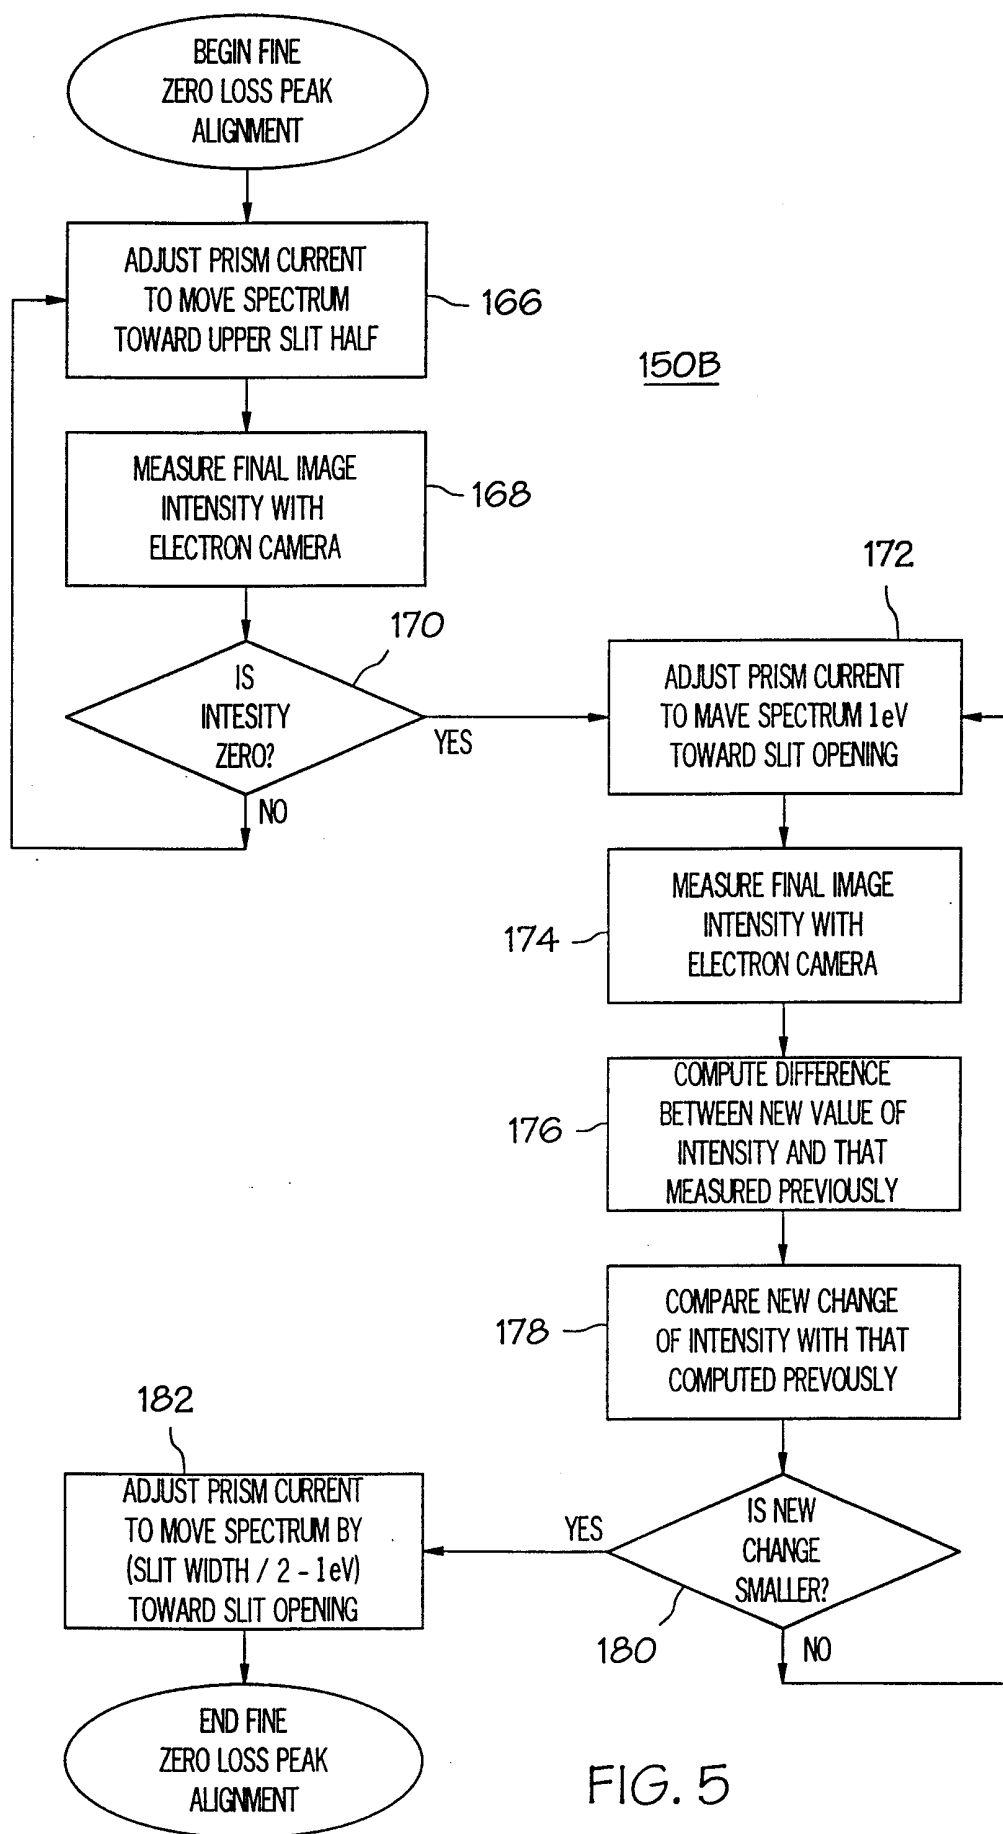 BEGIN FINE
ZERO LOSS PEAK
ALIGNMENT
ADJUST PRISM CURRENT
TO MOVE SPECTRUM
TOWARD UPPER SLIT HALF
166
150B
MEASURE FINAL IMAGE
INTENSITY WITH
ELECTRON CAMERA
168
170
IS
INTESITY
ZERO?
YES
NO
172
ADJUST PRISM CURRENT
TO MAVE SPECTRUM 1eV
TOWARD SLIT OPENING
MEASURE FINAL IMAGE
INTENSITY WITH
ELECTRON CAMERA
174
COMPUTE DIFFERENCE
BETWEEN NEW VALUE OF
INTENSITY AND THAT
MEASURED PREVIOUSLY
176
COMPARE NEW CHANGE
OF INTENSITY WITH THAT
COMPUTED PREVOUSLY
178
IS NEW
CHANGE
SMALLER?
YES
180
NO
182
ADJUST PRISM CURRENT
TO MOVE SPECTRUM BY
(SLIT WIDTH / 2 - 1eV)
TOWARD SLIT OPENING
END FINE
ZERO LOSS PEAK
ALIGNMENT
FIG. 5